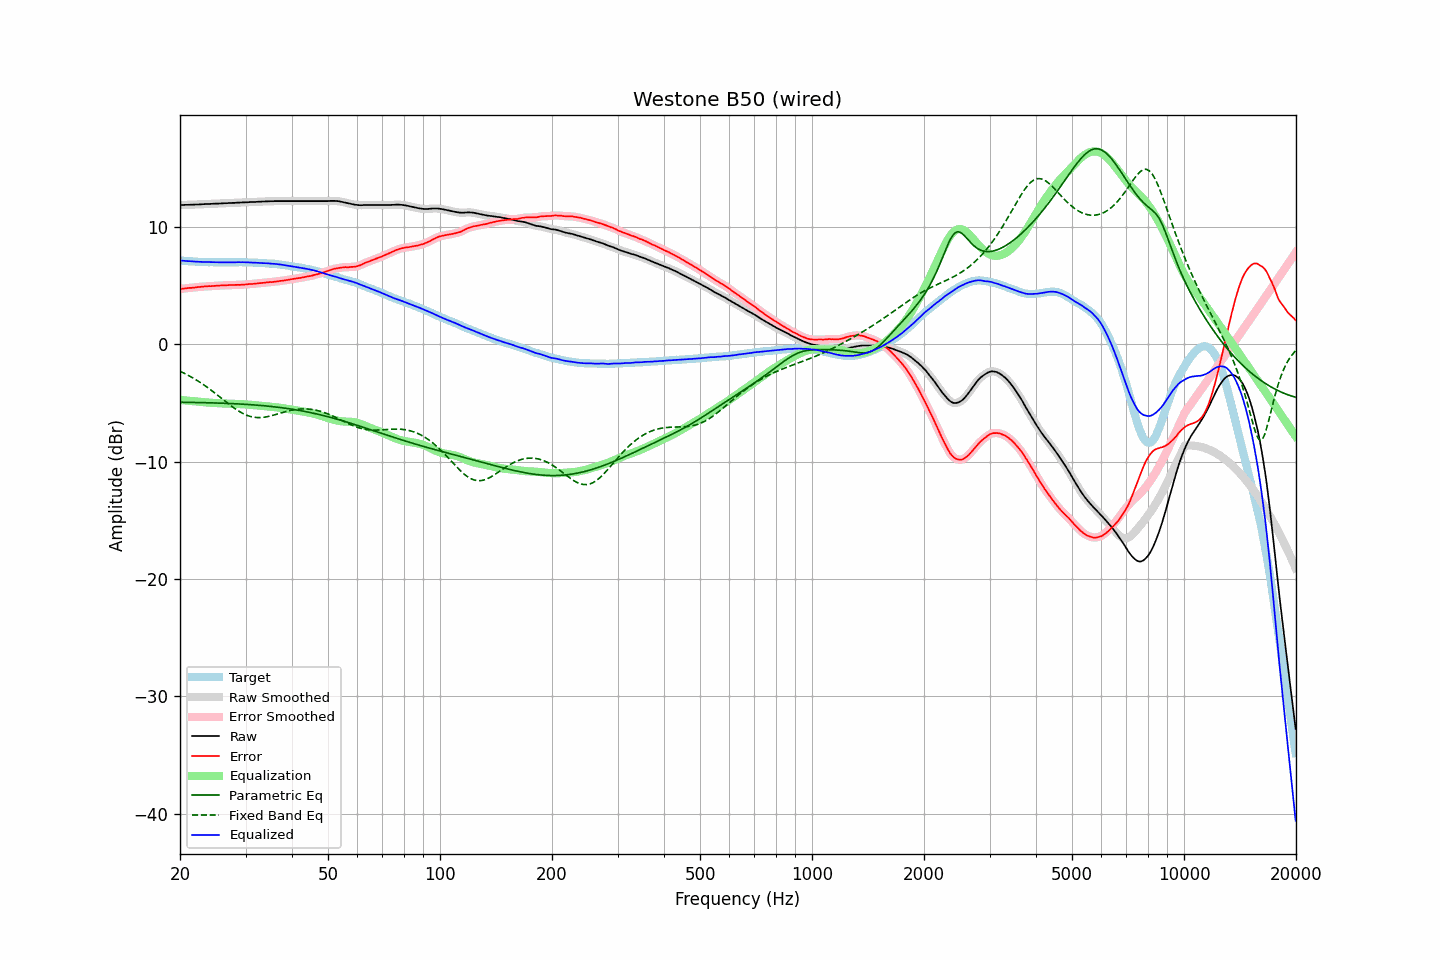 Westone B50 (wired)
Amplitude (dBr)
10
0
−10
−20
−30
−40
Target
Raw Smoothed
Error Smoothed
Raw
Error
Equalization
Parametric Eq
Fixed Band Eq
Equalized
20 50 100 200 500 1000 2000 5000 10000 20000
Frequency (Hz)